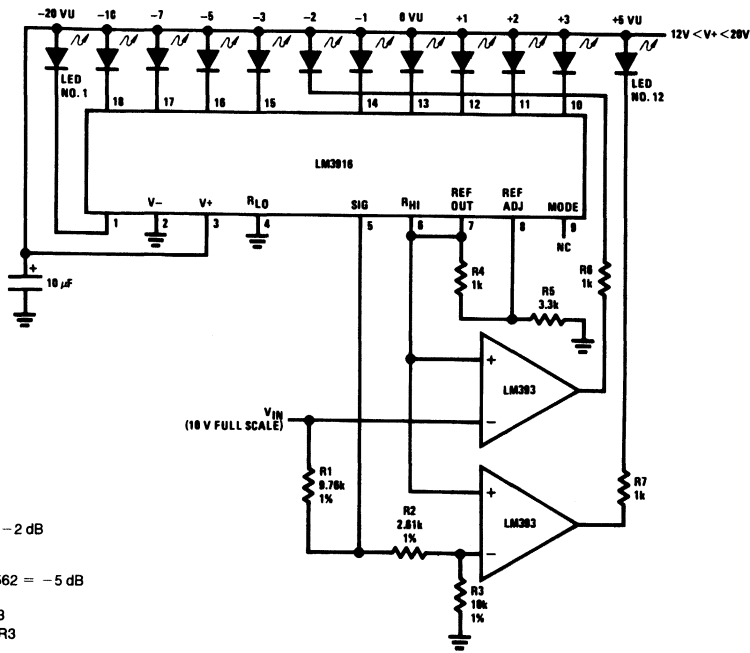 −20 VU −10 −7 −5 −3 −2 −1 0 VU +1 +2 +3 +5 VU
12V < V+ < 20V
LED
NO. 1
LED
NO. 12
18 17 16 15 14 13 12 11 10
LM3916
V− V+ RLO SIG RHI REF OUT REF ADJ MODE
1 2 3 4 5 6 7 8 9
NC
+
10 μF
R4
1k
R5
3.3k
R6
1k
+
LM393
−
VIN
(10 V FULL SCALE)
R1
9.76k
1%
R2
2.61k
1%
+
LM393
−
R7
1k
R3
10k
1%
−2 dB
562 = −5 dB
R3